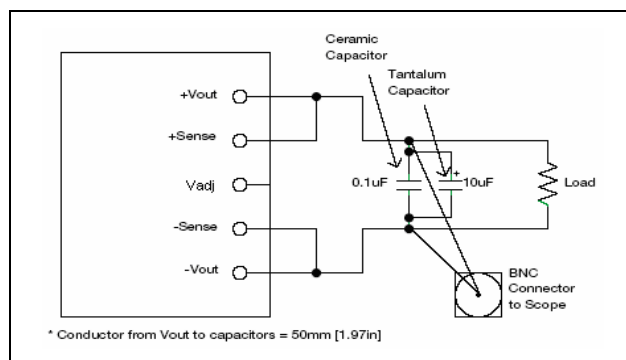 Ceramic
Capacitor
Tantalum
Capacitor
+Vout
+Sense
Vadj
-Sense
-Vout
0.1uF
+
10uF
Load
BNC
Connector
to Scope
* Conductor from Vout to capacitors = 50mm [1.97in]